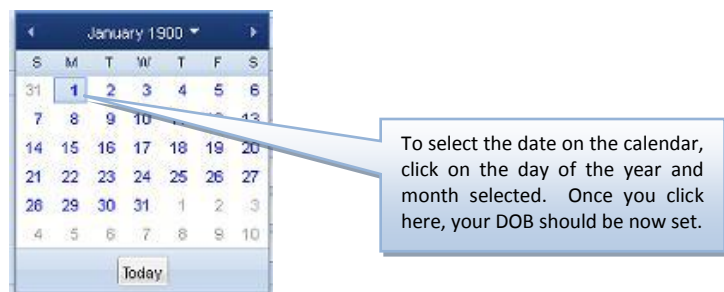 January 1900
S M T W T F S
31 1 2 3 4 5 6
7 8 9 10 13
14 15 16 17 18 19 20
21 22 23 24 25 26 27
28 29 30 31 1 2 3
4 5 6 7 8 9 10
Today
To select the date on the calendar,
click on the day of the year and
month selected. Once you click
here, your DOB should be now set.